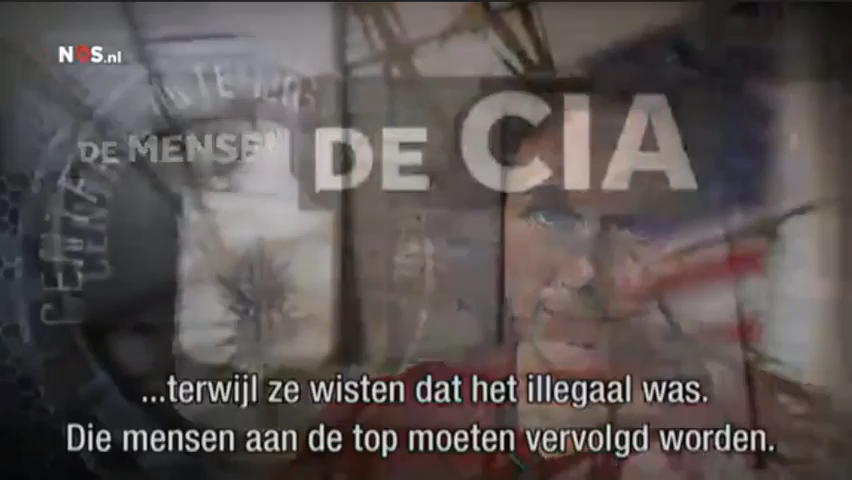 NOS.nl
DE MENSEN
DE CIA
...terwijl ze wisten dat het illegaal was.
Die mensen aan de top moeten vervolgd worden.